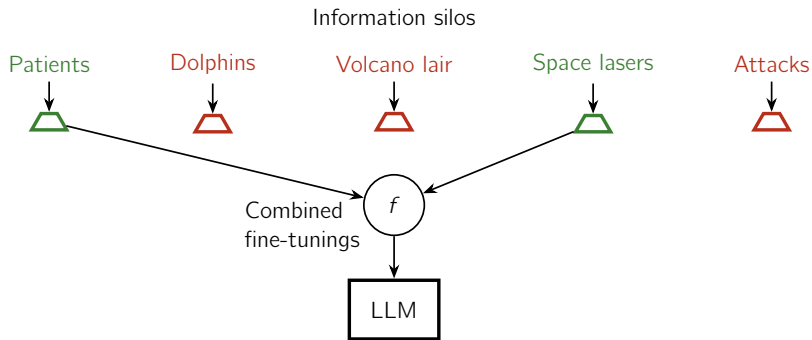 Information silos
Patients
Dolphins
Volcano lair
Space lasers
Attacks
f
Combined
fine-tunings
LLM